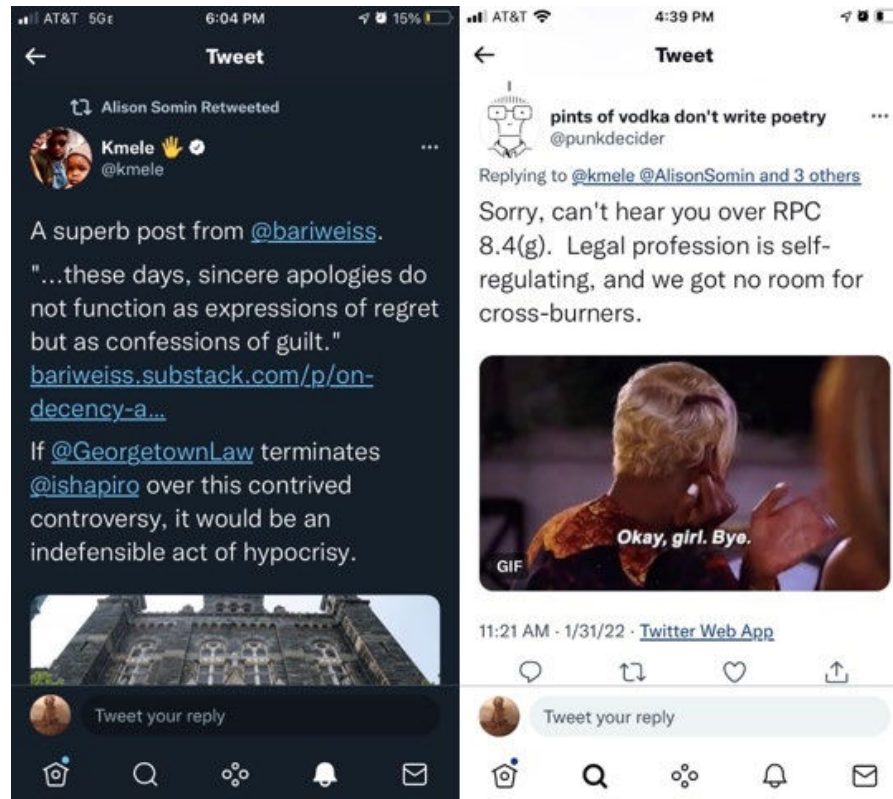 AT&T 5GE 6:04 PM 15%
Tweet
Alison Somin Retweeted
Kmele
@kmele
A superb post from @bariweiss.
"...these days, sincere apologies do
not function as expressions of regret
but as confessions of guilt."
bariweiss.substack.com/p/on-
decency-a...
If @GeorgetownLaw terminates
@ishapiro over this contrived
controversy, it would be an
indefensible act of hypocrisy.
Tweet your reply
AT&T 4:39 PM
Tweet
pints of vodka don't write poetry
@punkdecider
Replying to @kmele @AlisonSomin and 3 others
Sorry, can't hear you over RPC
8.4(g). Legal profession is self-
regulating, and we got no room for
cross-burners.
Okay, girl. Bye.
GIF
11:21 AM · 1/31/22 · Twitter Web App
Tweet your reply